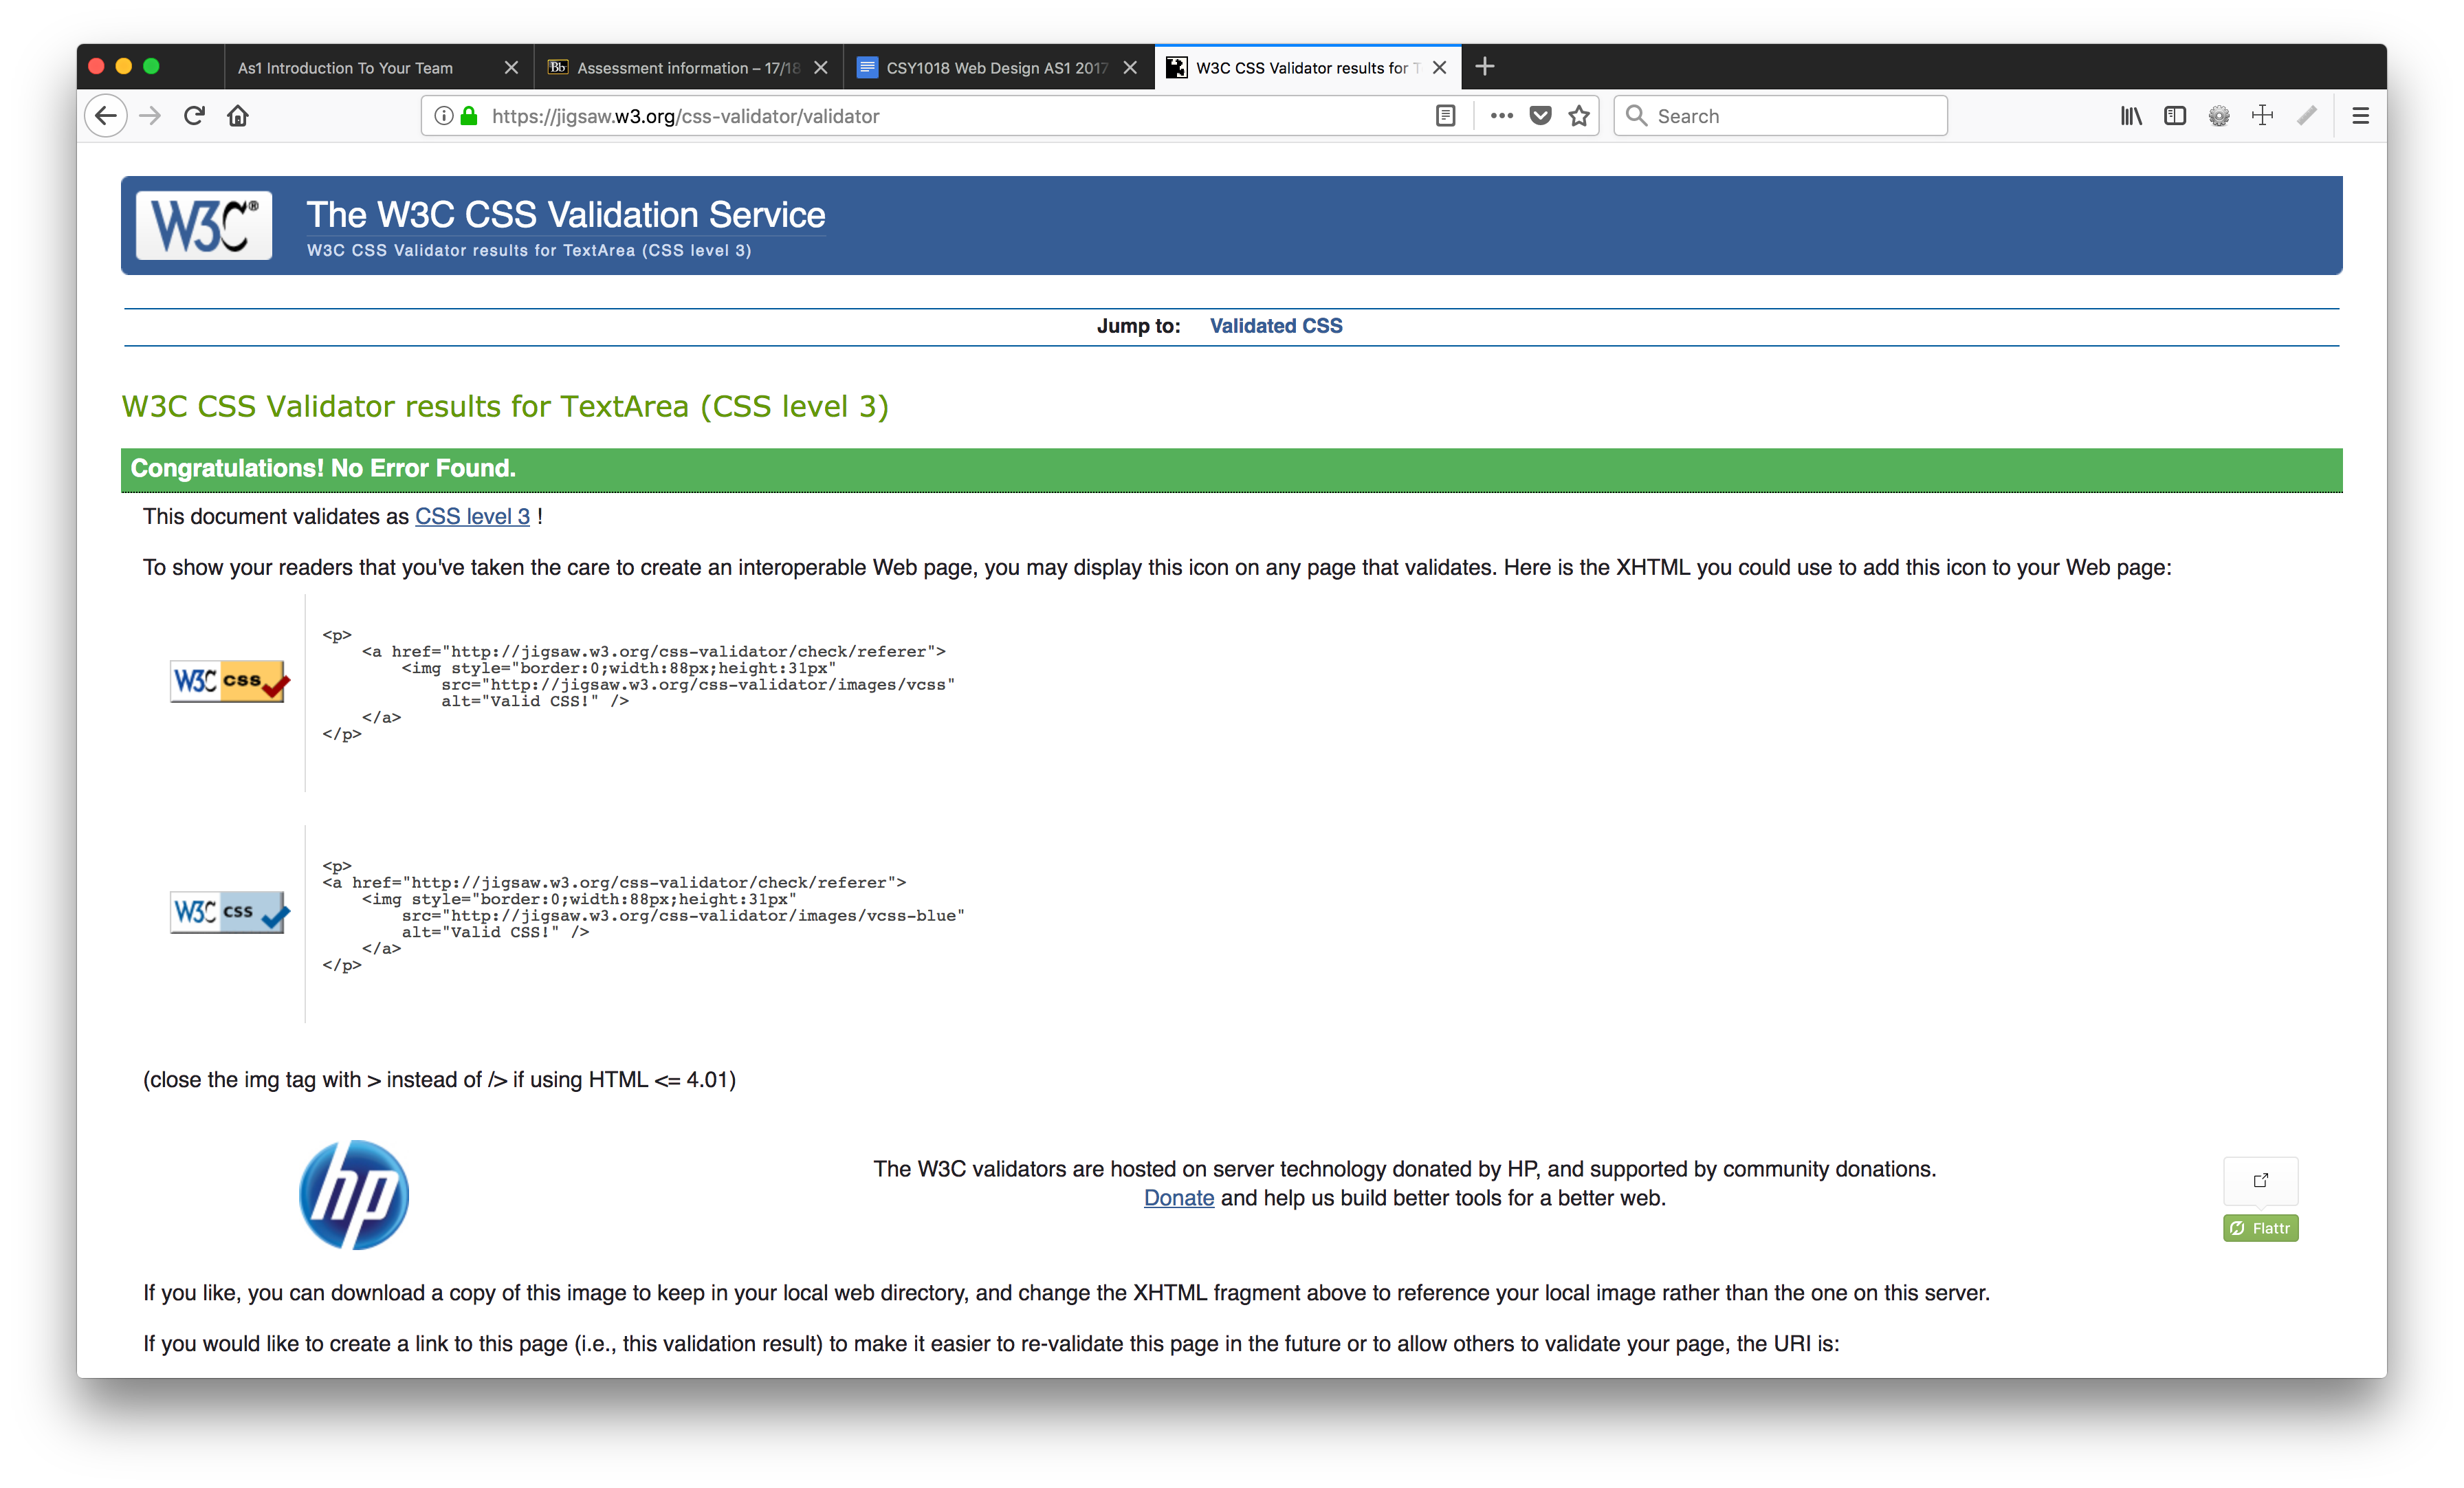 As1 Introduction To Your Team
Bb Assessment information – 17/18
CSY1018 Web Design AS1 2017
W3C CSS Validator results for T
https://jigsaw.w3.org/css-validator/validator
Search
W3C®
The W3C CSS Validation Service
W3C CSS Validator results for TextArea (CSS level 3)
Jump to: Validated CSS
W3C CSS Validator results for TextArea (CSS level 3)
Congratulations! No Error Found.
This document validates as CSS level 3 !
To show your readers that you've taken the care to create an interoperable Web page, you may display this icon on any page that validates. Here is the XHTML you could use to add this icon to your Web page:
W3C css
<p>
<a href="http://jigsaw.w3.org/css-validator/check/referer">
<img style="border:0;width:88px;height:31px"
src="http://jigsaw.w3.org/css-validator/images/vcss"
alt="Valid CSS!" />
</a>
</p>
W3C css
<p>
<a href="http://jigsaw.w3.org/css-validator/check/referer">
<img style="border:0;width:88px;height:31px"
src="http://jigsaw.w3.org/css-validator/images/vcss-blue"
alt="Valid CSS!" />
</a>
</p>
(close the img tag with > instead of /> if using HTML <= 4.01)
hp
The W3C validators are hosted on server technology donated by HP, and supported by community donations.
Donate and help us build better tools for a better web.
Flattr
If you like, you can download a copy of this image to keep in your local web directory, and change the XHTML fragment above to reference your local image rather than the one on this server.
If you would like to create a link to this page (i.e., this validation result) to make it easier to re-validate this page in the future or to allow others to validate your page, the URI is: